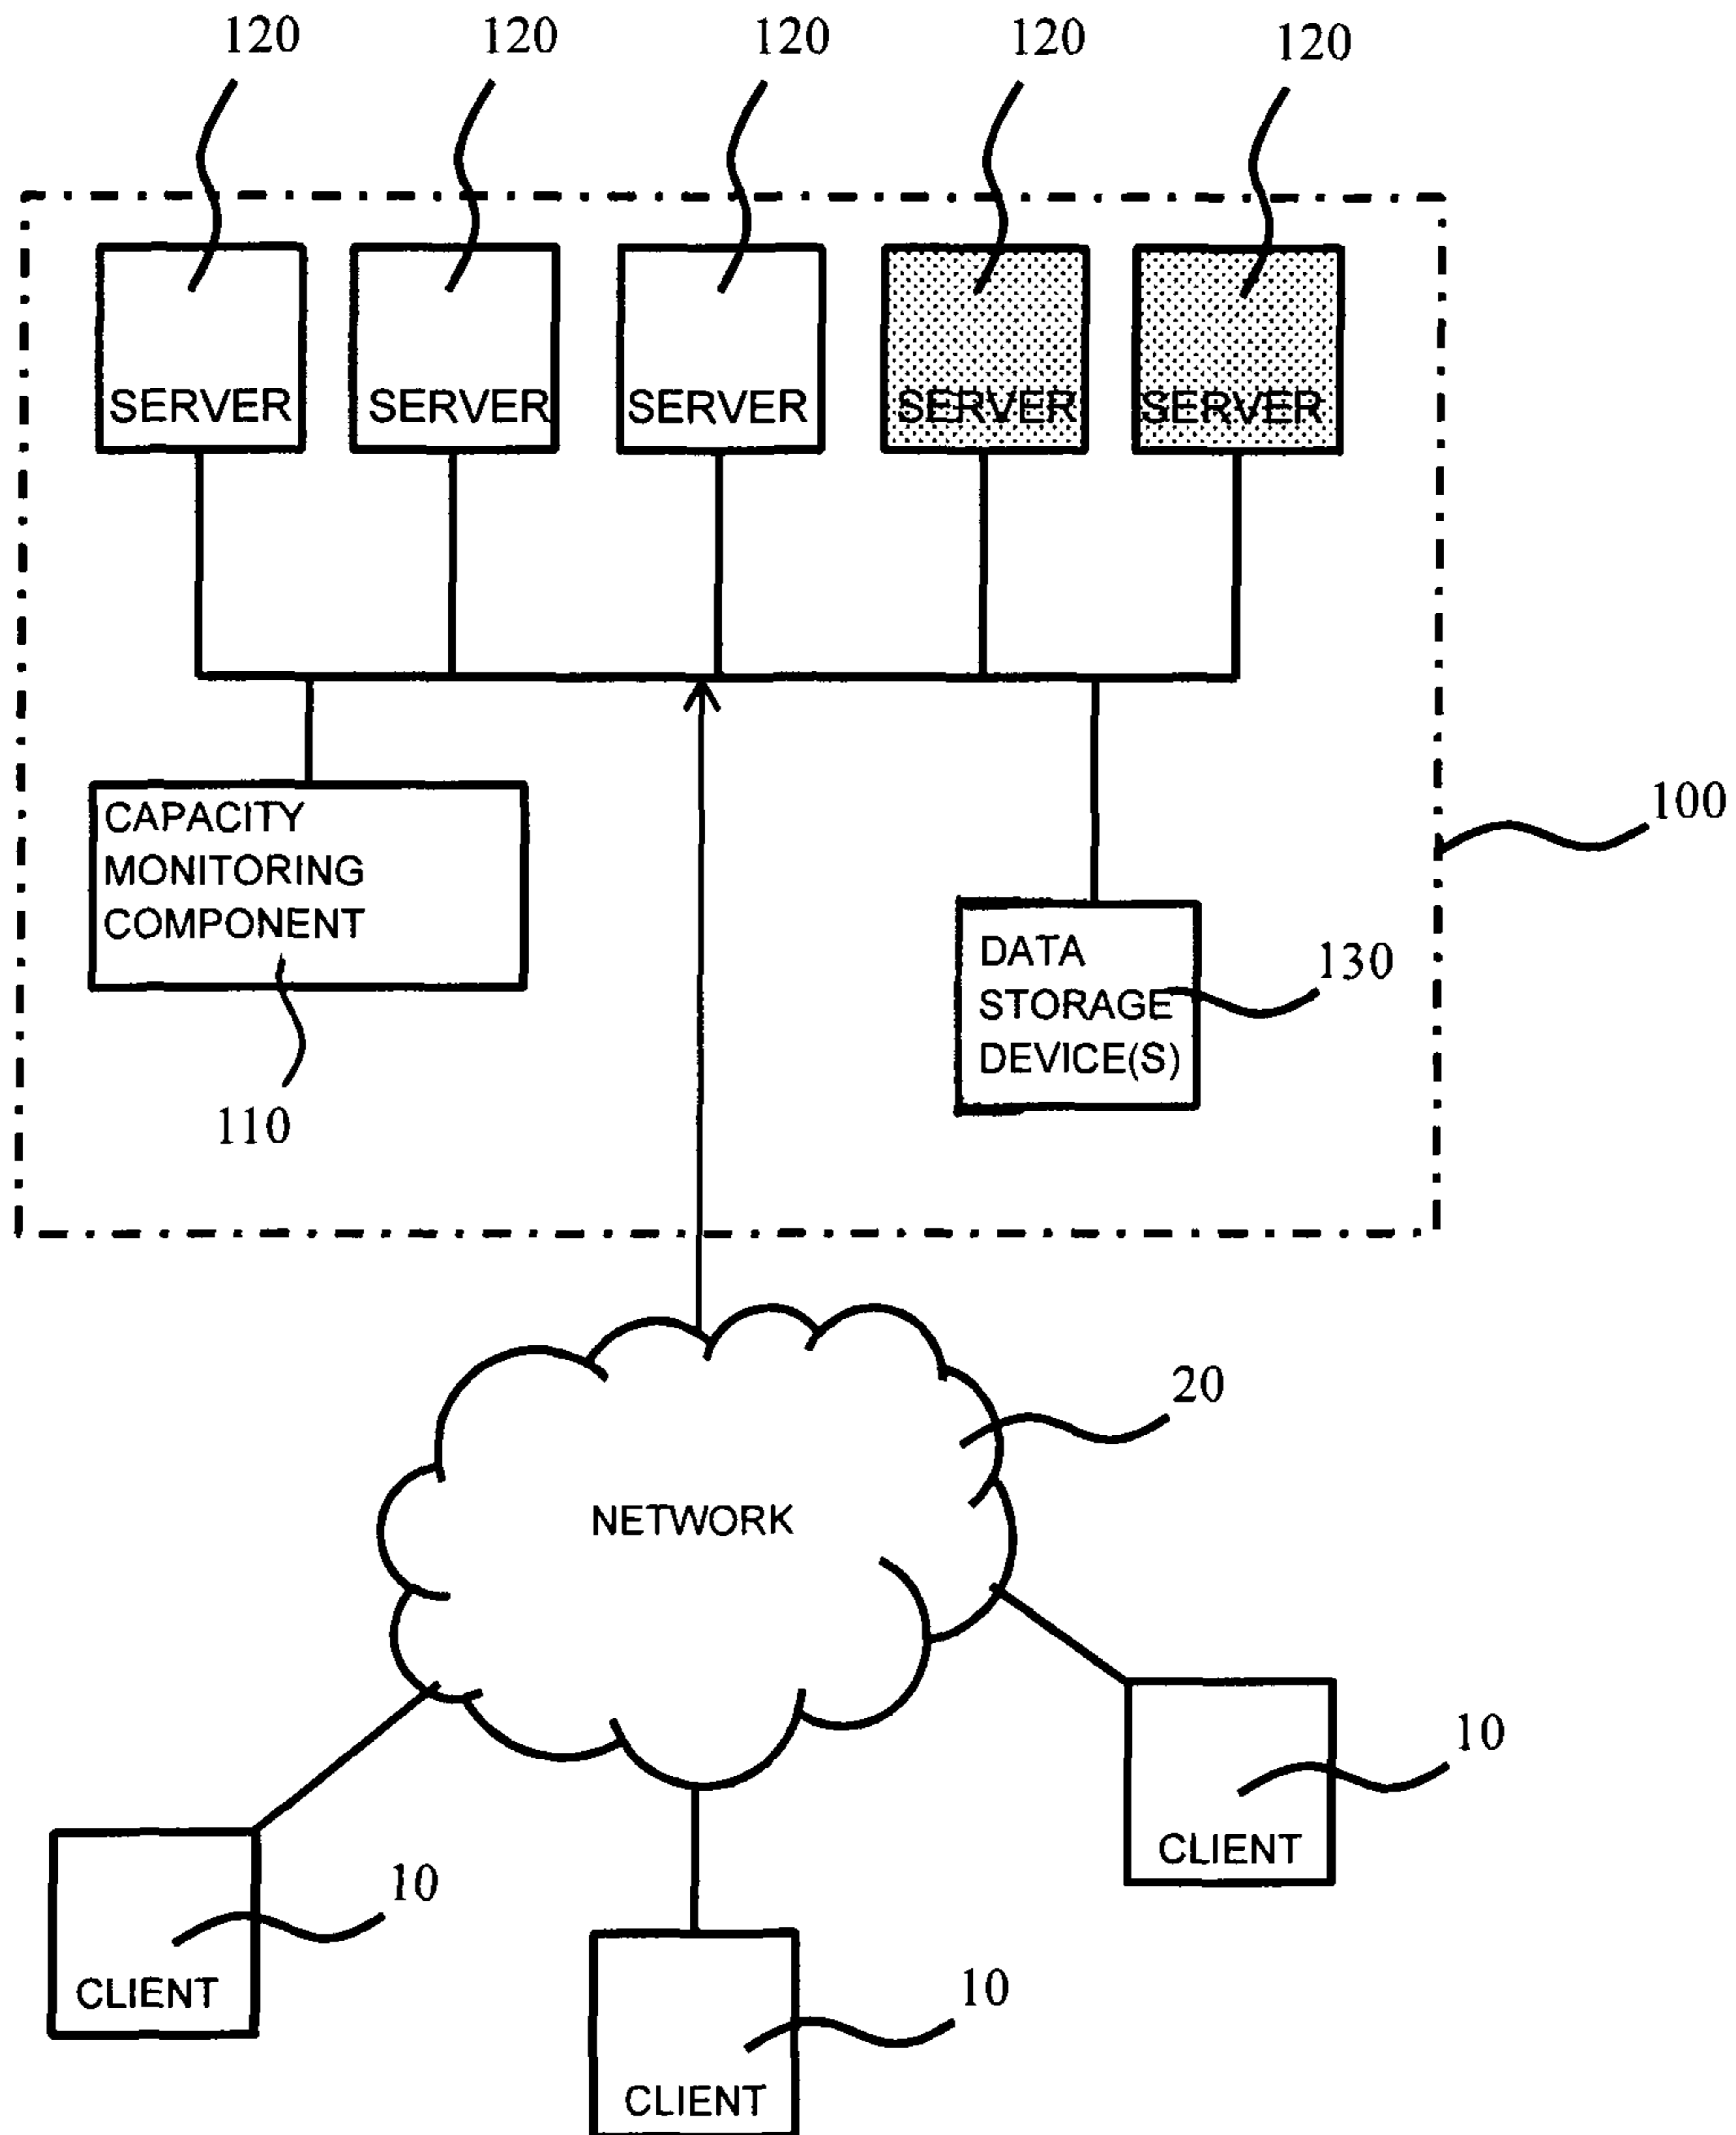 120
120
120
120
120
SERVER
SERVER
SERVER
SERVER
SERVER
CAPACITY
MONITORING
COMPONENT
100
DATA
STORAGE
DEVICE(S)
130
110
20
NETWORK
10
CLIENT
10
CLIENT
10
CLIENT